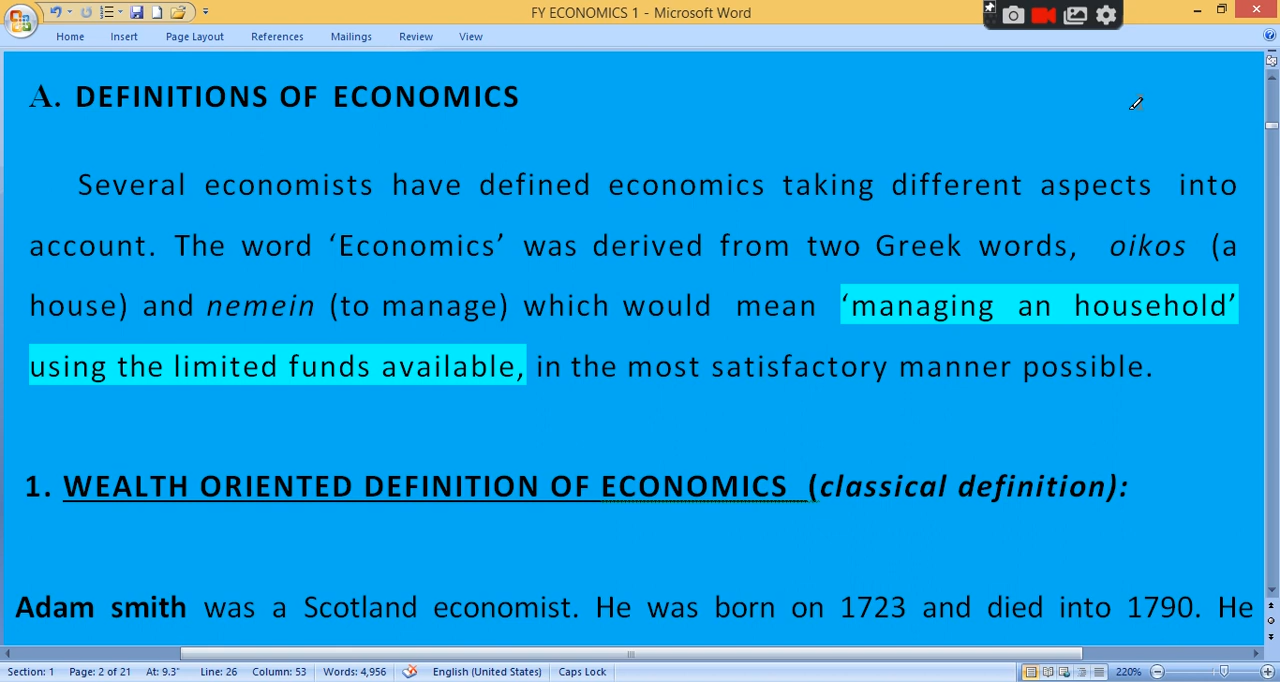 FY ECONOMICS 1 - Microsoft Word
Home Insert Page Layout References Mailings Review View
A. DEFINITIONS OF ECONOMICS
Several economists have defined economics taking different aspects into
account. The word ‘Economics’ was derived from two Greek words, oikos (a
house) and nemein (to manage) which would mean ‘managing an household’
using the limited funds available, in the most satisfactory manner possible.
1. WEALTH ORIENTED DEFINITION OF ECONOMICS (classical definition):
Adam smith was a Scotland economist. He was born on 1723 and died into 1790. He
Section: 1 Page: 2 of 21 At: 9.3" Line: 26 Column: 53 Words: 4,956 English (United States) Caps Lock 220%